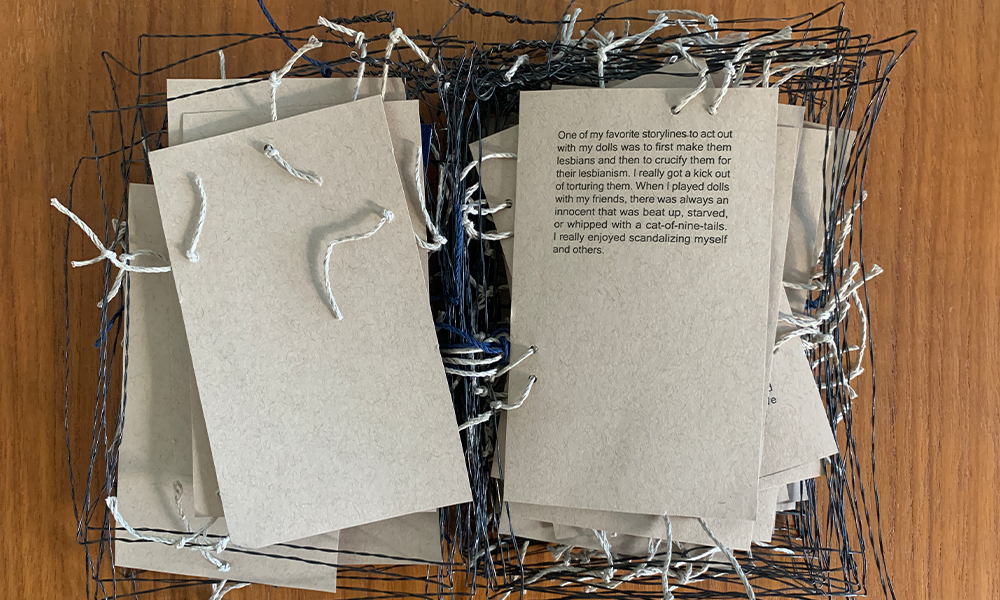 One of my favorite storylines to act out
with my dolls was to first make them
lesbians and then to crucify them for
their lesbianism. I really got a kick out
of torturing them. When I played dolls
with my friends, there was always an
innocent that was beat up, starved,
or whipped with a cat-of-nine-tails.
I really enjoyed scandalizing myself
and others.